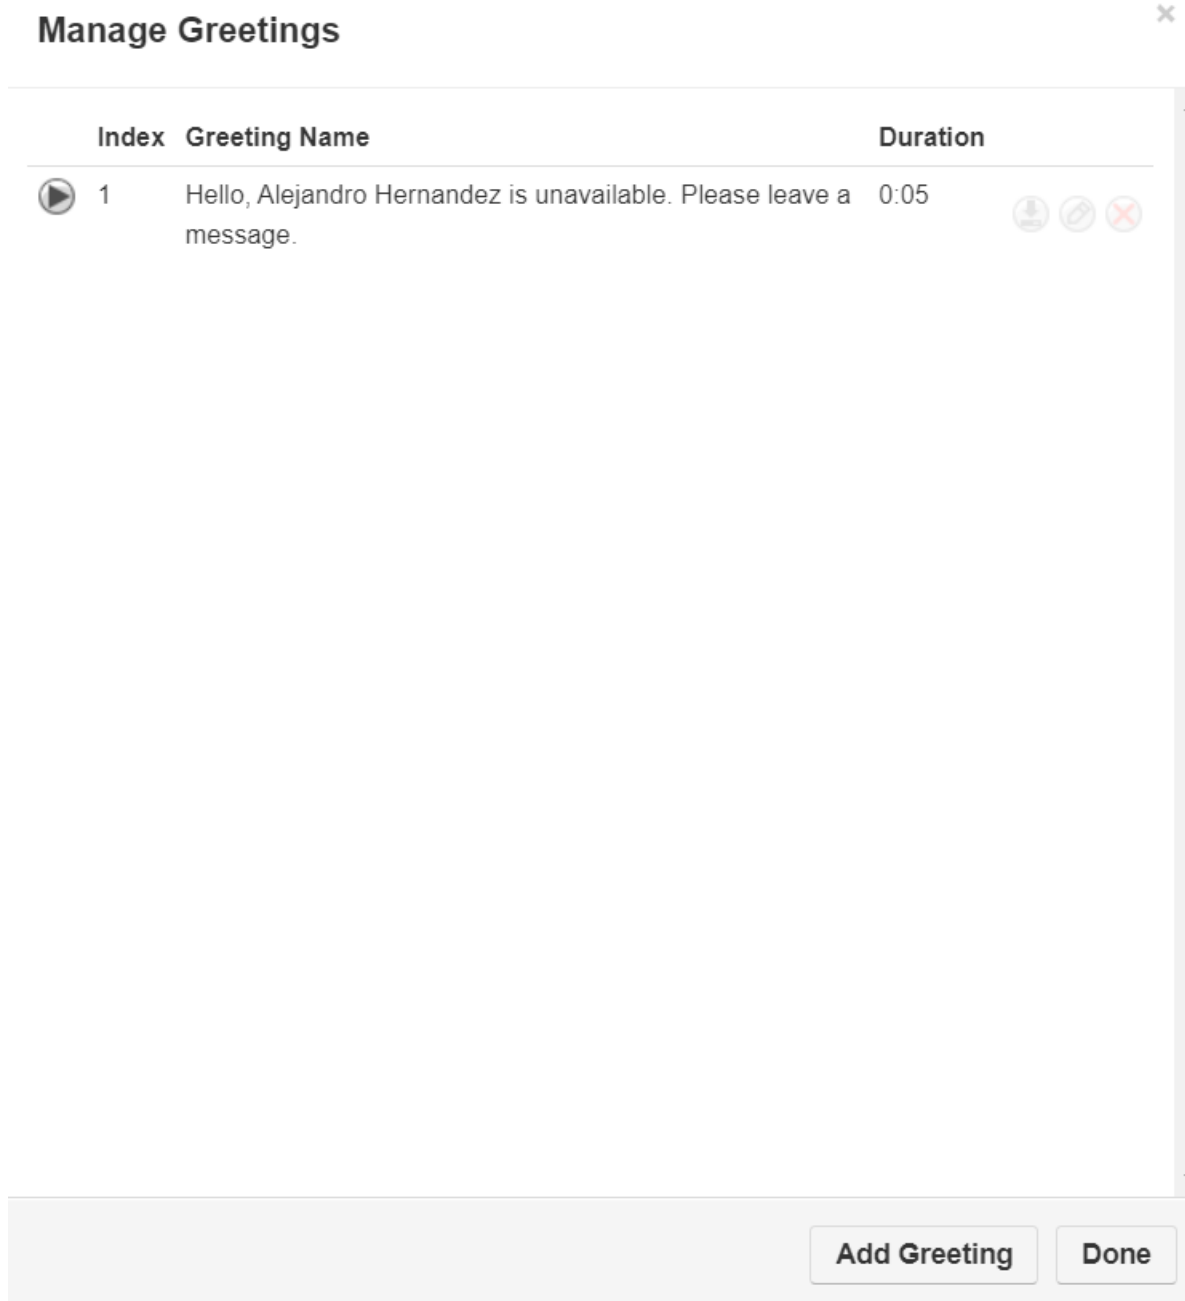 Manage Greetings
×
Index Greeting Name Duration
1 Hello, Alejandro Hernandez is unavailable. Please leave a 0:05
message.
Add Greeting Done